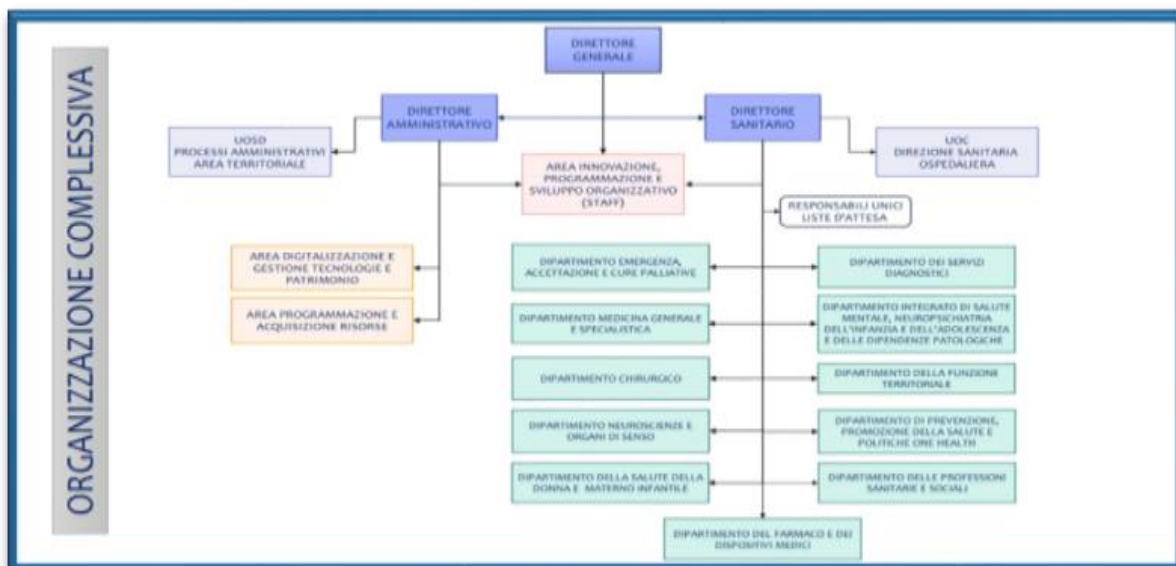 ORGANIZZAZIONE COMPLESSIVA
DIRETTORE
GENERALE
DIRETTORE
AMMINISTRATIVO
DIRETTORE
SANITARIO
UOSD
PROCESSI AMMINISTRATIVI
AREA TERRITORIALE
UOC
DIREZIONE SANITARIA
OSPEDALIERA
AREA INNOVAZIONE,
PROGRAMMAZIONE E
SVILUPPO ORGANIZZATIVO
(STAFF)
RESPONSABILI UNICI
LISTE D'ATTESA
AREA DIGITALIZZAZIONE E
GESTIONE TECNOLOGIE E
PATRIMONIO
AREA PROGRAMMAZIONE E
ACQUISIZIONE RISORSE
DIPARTIMENTO EMERGENZA,
ACCETTAZIONE E CURE PALLIATIVE
DIPARTIMENTO DEI SERVIZI
DIAGNOSTICI
DIPARTIMENTO MEDICINA GENERALE
E SPECIALISTICA
DIPARTIMENTO INTEGRATO DI SALUTE
MENTALE, NEUROPSICHIATRIA
DELL'INFANZIA E DELL'ADOLESCENZA
E DELLE DIPENDENZE PATOLOGICHE
DIPARTIMENTO CHIRURGICO
DIPARTIMENTO DELLA FUNZIONE
TERRITORIALE
DIPARTIMENTO NEUROSCIENZE E
ORGANI DI SENSO
DIPARTIMENTO DI PREVENZIONE,
PROMOZIONE DELLA SALUTE E
POLITICHE ONE HEALTH
DIPARTIMENTO DELLA SALUTE DELLA
DONNA E MATERNO INFANTILE
DIPARTIMENTO DELLE PROFESSIONI
SANITARIE E SOCIALI
DIPARTIMENTO DEL FARMACO E DEI
DISPOSITIVI MEDICI